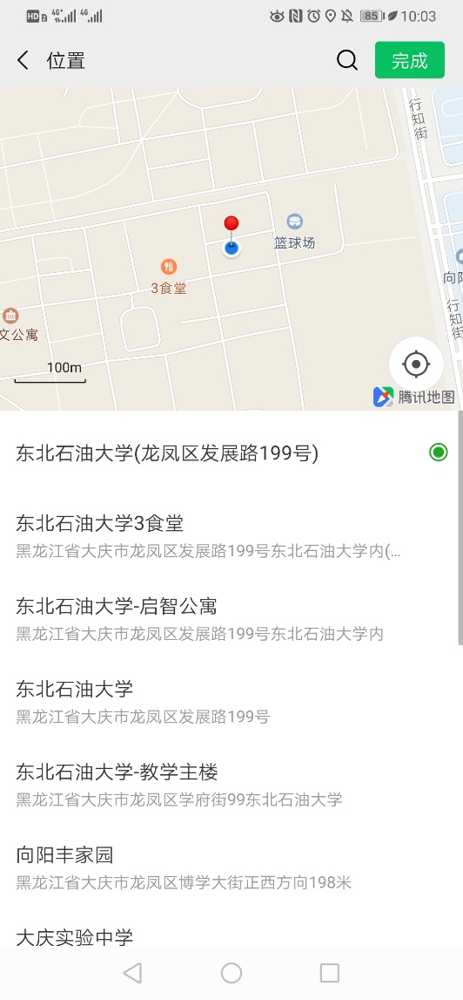 HD 2 4G+ 4G 85 10:03
位置 完成
行知街
篮球场
3食堂
向阳
文公寓
行知街
100m
腾讯地图
东北石油大学(龙凤区发展路199号)
东北石油大学3食堂
黑龙江省大庆市龙凤区发展路199号东北石油大学内(...
东北石油大学-启智公寓
黑龙江省大庆市龙凤区发展路199号东北石油大学内
东北石油大学
黑龙江省大庆市龙凤区发展路199号
东北石油大学-教学主楼
黑龙江省大庆市龙凤区学府街99东北石油大学
向阳丰家园
黑龙江省大庆市龙凤区博学大街正西方向198米
大庆实验中学